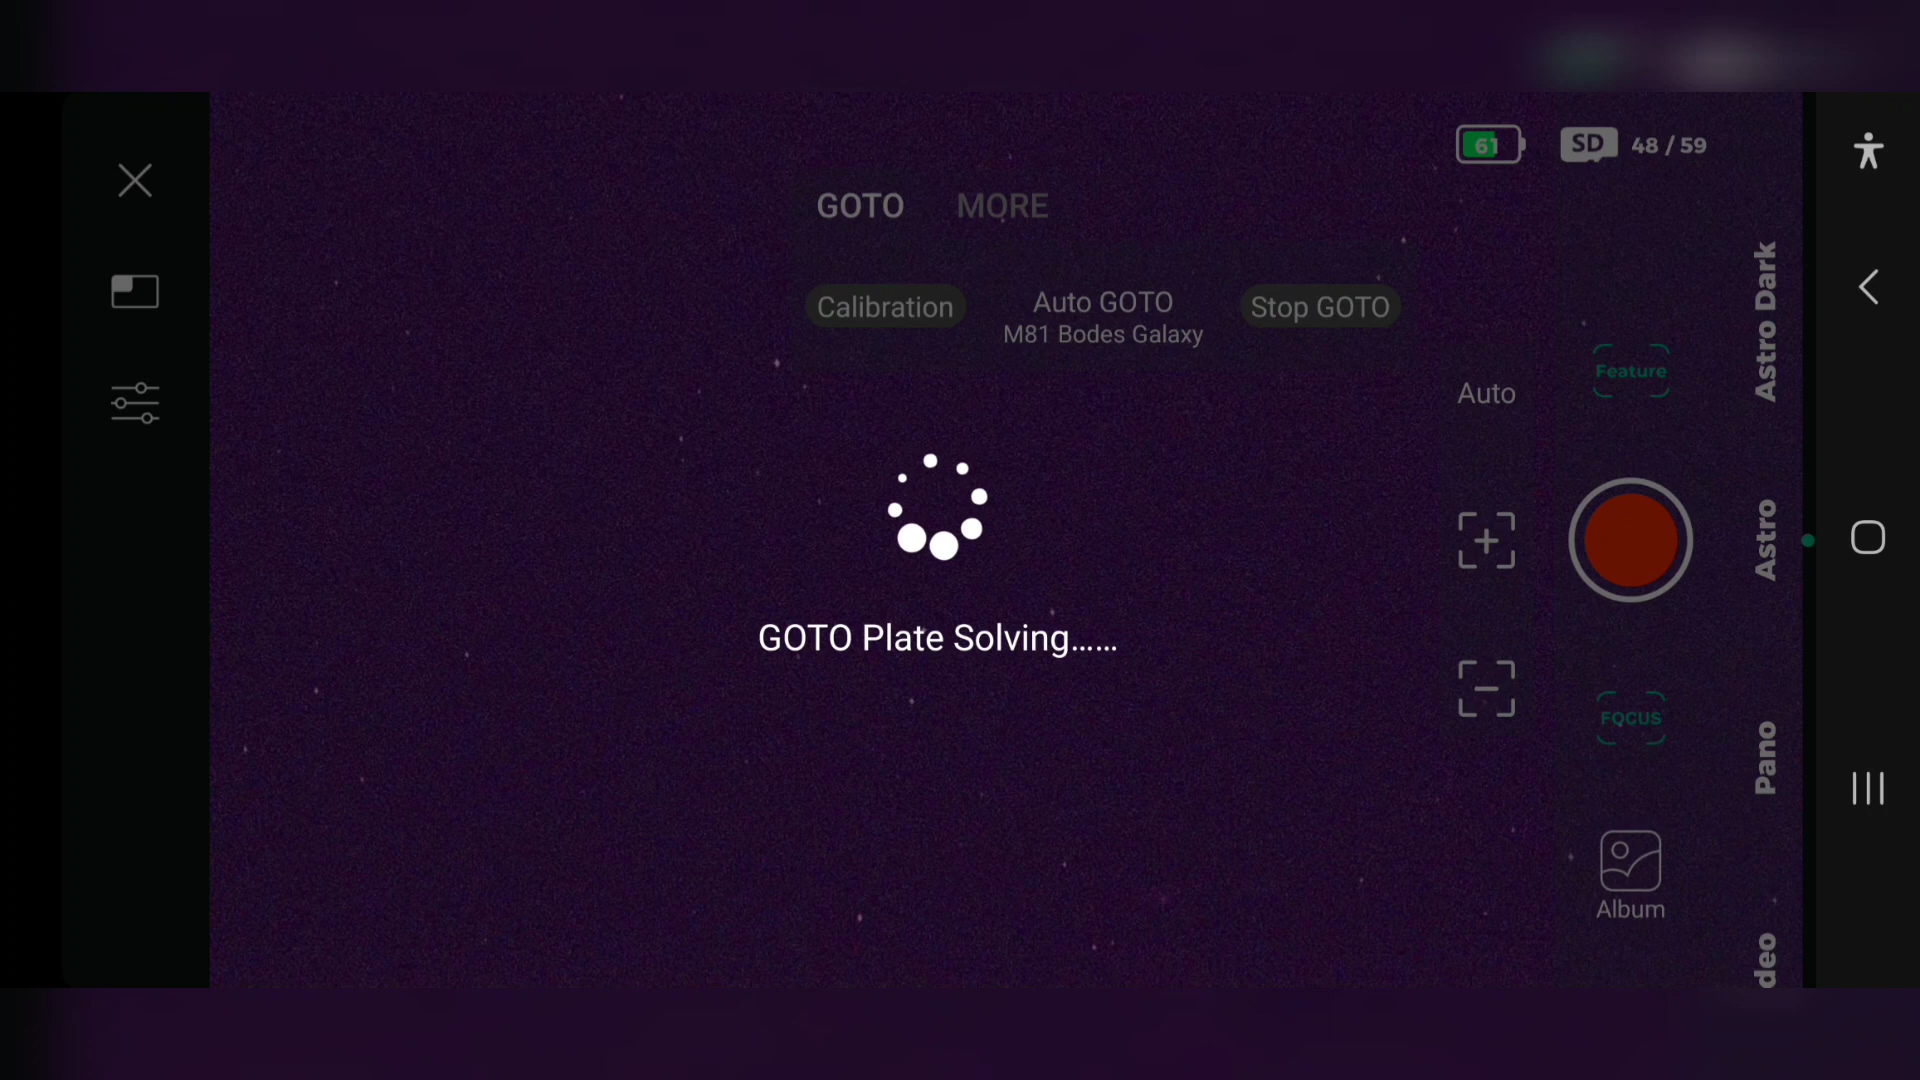 61
SD 48 / 59
GOTO MORE
Calibration
Auto GOTO
M81 Bodes Galaxy
Stop GOTO
Auto
Feature
GOTO Plate Solving......
FOCUS
Album
Astro Dark
Astro
Pano
deo